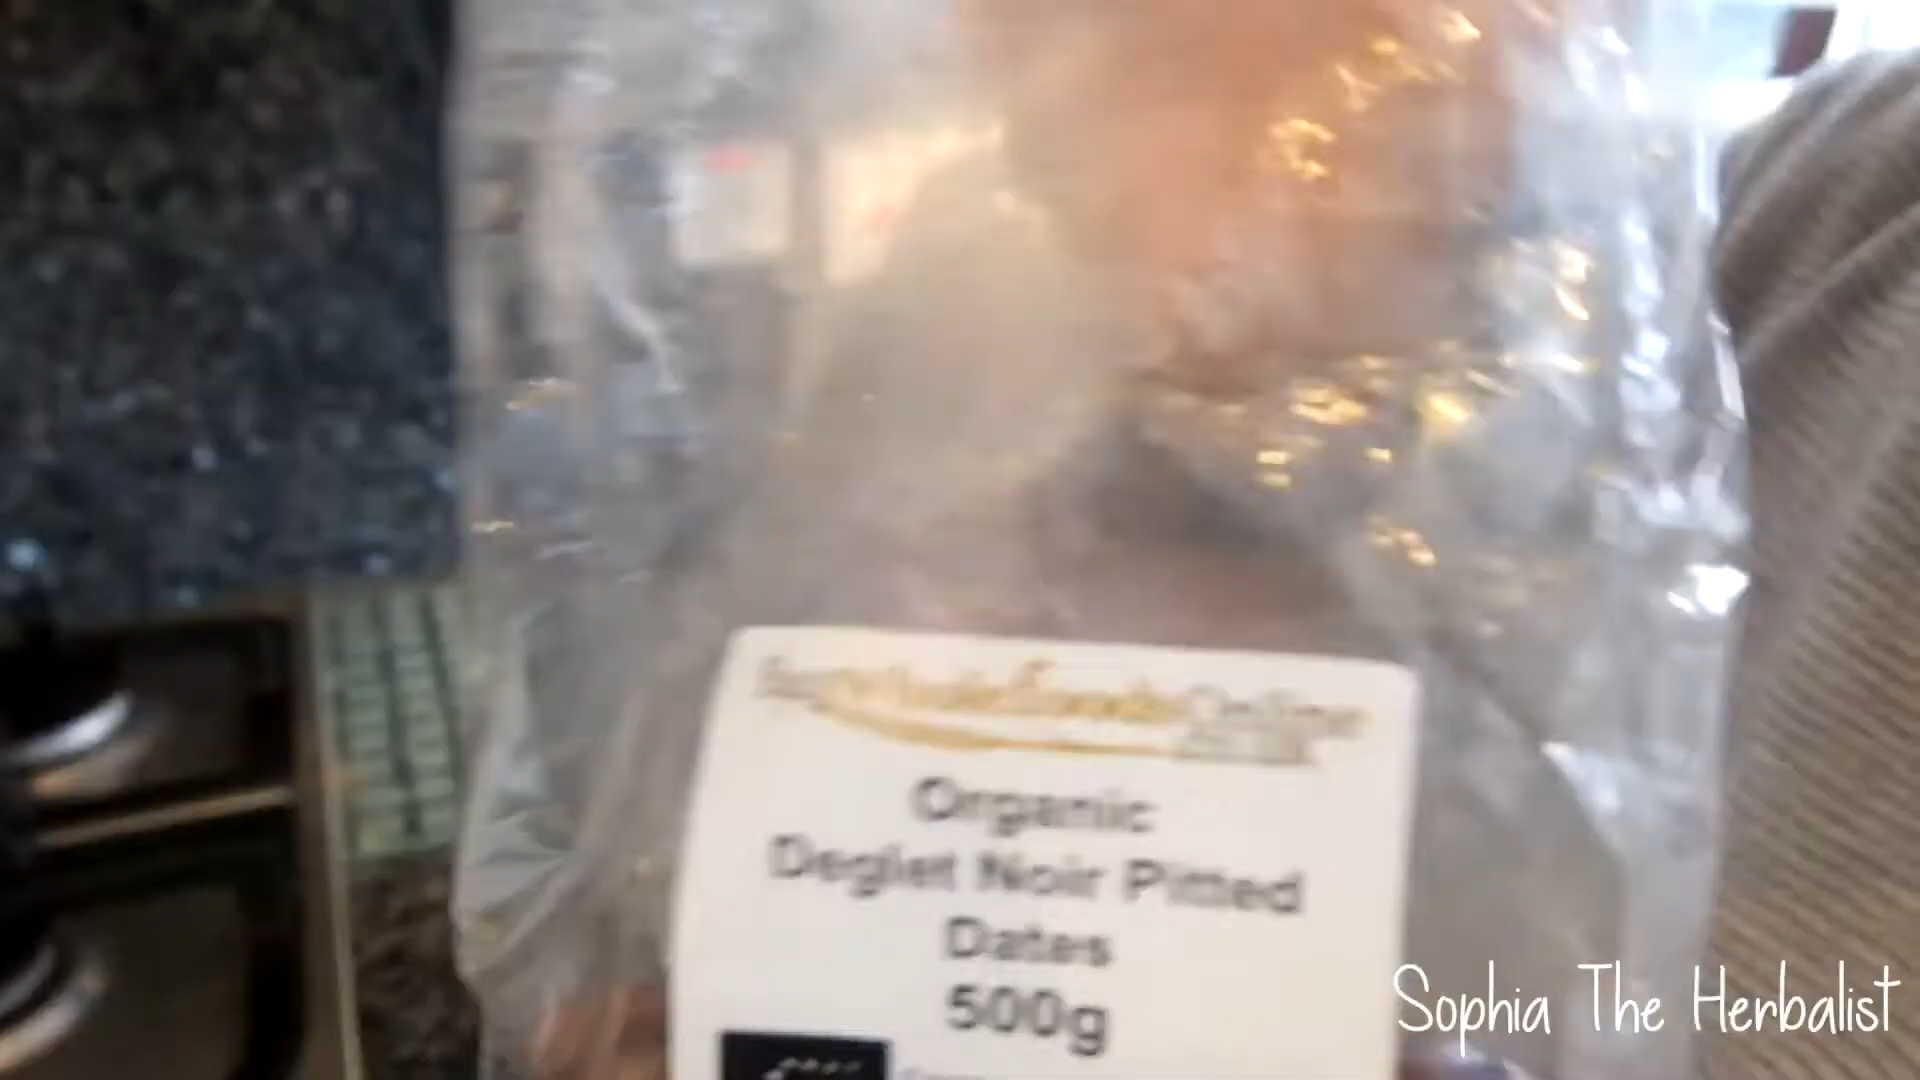 Organic
Deglet Noir Pitted
Dates
500g
Sophia The Herbalist